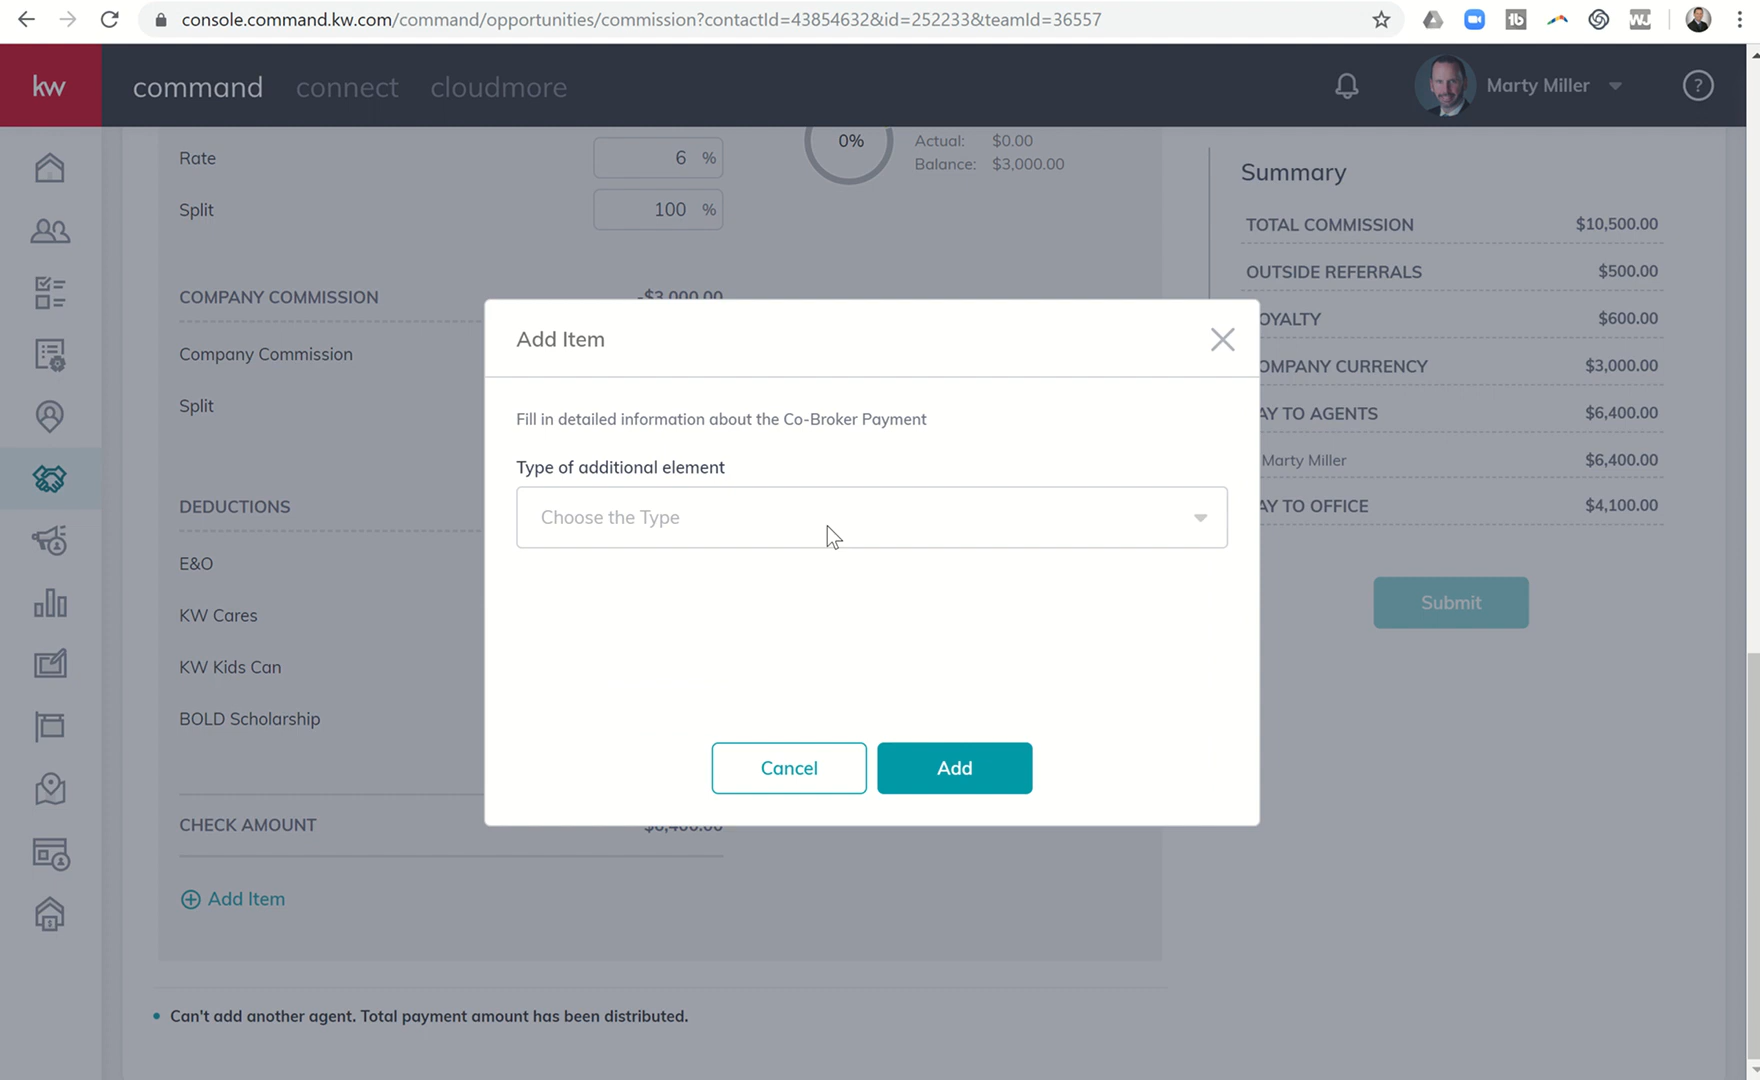 console.command.kw.com/command/opportunities/commission?contactId=43854632&id=252233&teamId=36557
kw command connect cloudmore Marty Miller ?
Rate 6 %
0%
Actual: $0.00
Balance: $3,000.00
Split 100 %
COMPANY COMMISSION -$3,000.00
Company Commission
Split
DEDUCTIONS
E&O
KW Cares
KW Kids Can
BOLD Scholarship
CHECK AMOUNT $6,400.00
Add Item
Can't add another agent. Total payment amount has been distributed.
Add Item
Fill in detailed information about the Co-Broker Payment
Type of additional element
Choose the Type
Cancel Add
Summary
TOTAL COMMISSION $10,500.00
OUTSIDE REFERRALS $500.00
OYALTY $600.00
OMPANY CURRENCY $3,000.00
AY TO AGENTS $6,400.00
Marty Miller $6,400.00
AY TO OFFICE $4,100.00
Submit